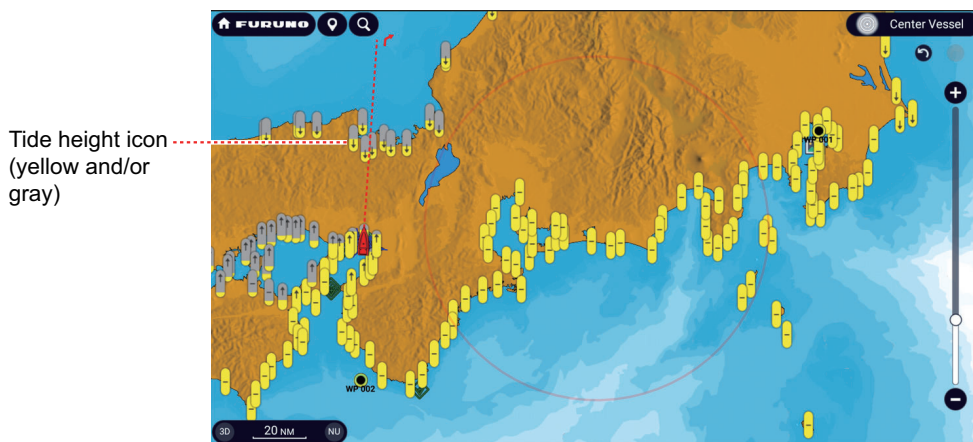 FURUNO
Center Vessel
Tide height icon
(yellow and/or
gray)
WP 001
WP 002
3D
20 NM
NU